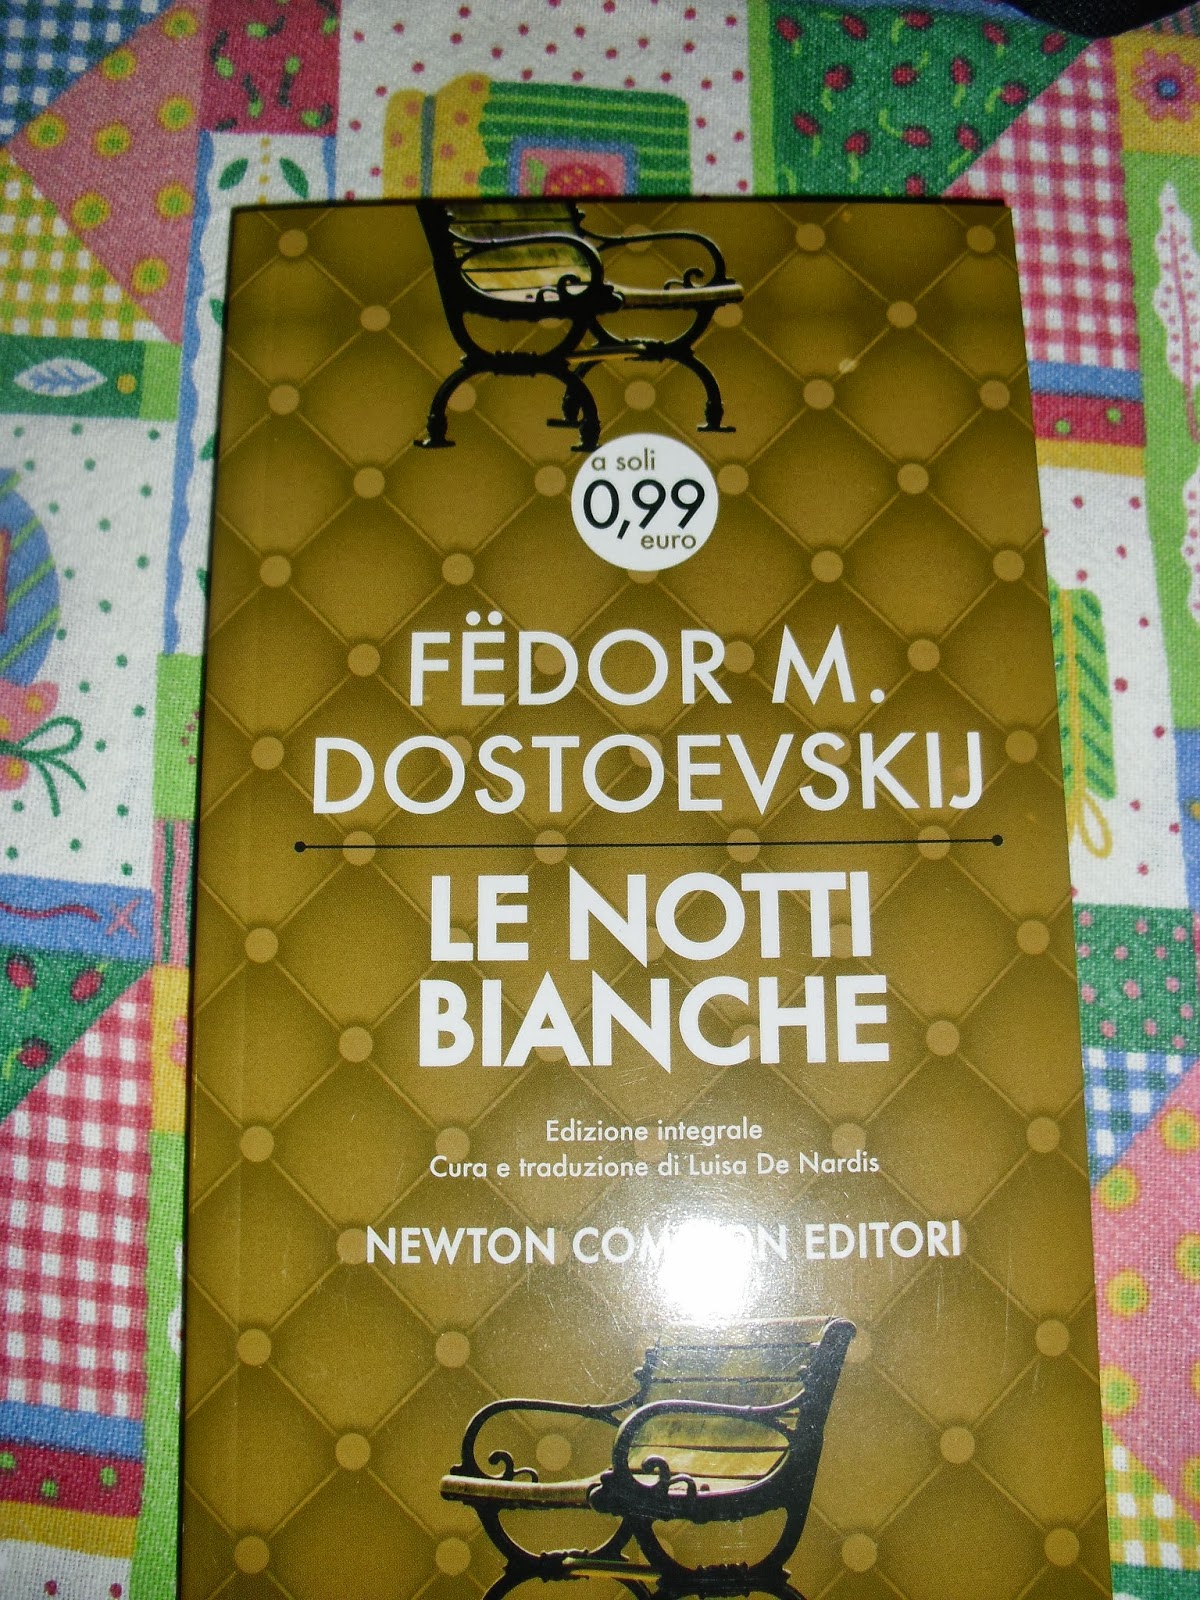 a soli
0,99
euro
FËDOR M.
DOSTOEVSKIJ
LE NOTTI
BIANCHE
Edizione integrale
Cura e traduzione di Luisa De Nardis
NEWTON EDITORI